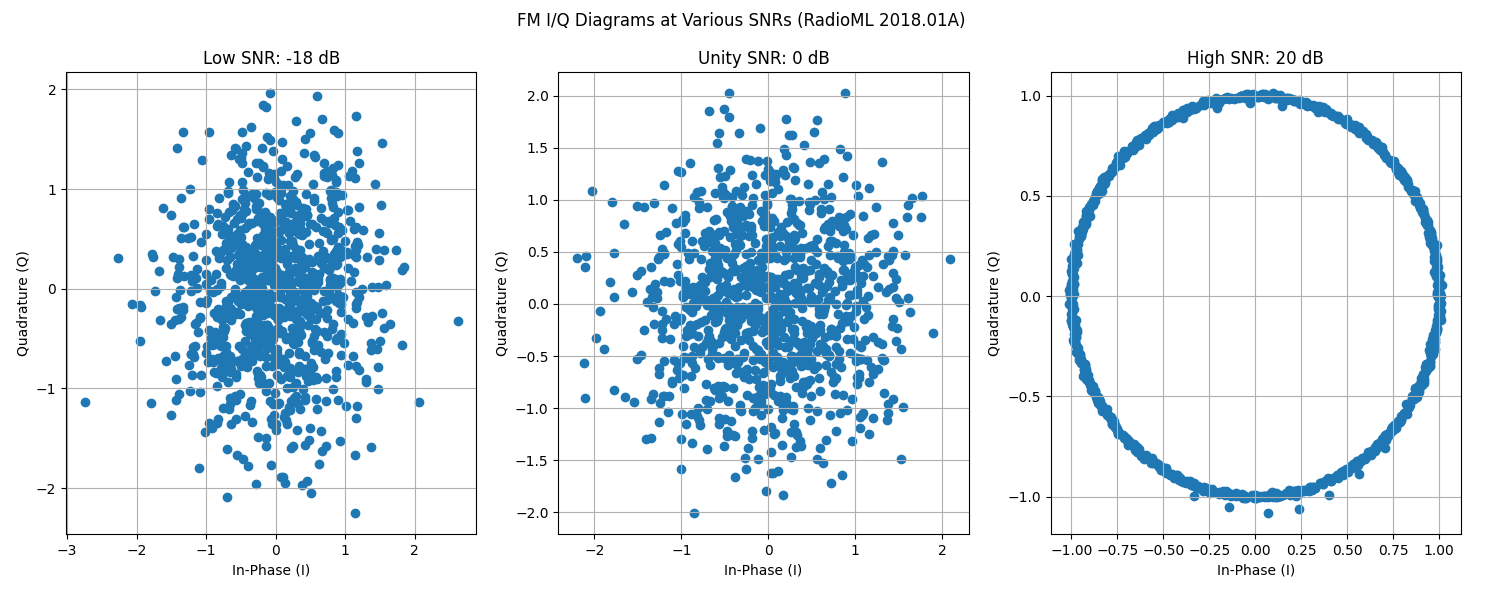 FM I/Q Diagrams at Various SNRs (RadioML 2018.01A)
Low SNR: -18 dB
Quadrature (Q)
2
1
0
−1
−2
−3 −2 −1 0 1 2
In-Phase (I)
Unity SNR: 0 dB
Quadrature (Q)
2.0
1.5
1.0
0.5
0.0
−0.5
−1.0
−1.5
−2.0
−2 −1 0 1 2
In-Phase (I)
High SNR: 20 dB
Quadrature (Q)
1.0
0.5
0.0
−0.5
−1.0
−1.00 −0.75 −0.50 −0.25 0.00 0.25 0.50 0.75 1.00
In-Phase (I)